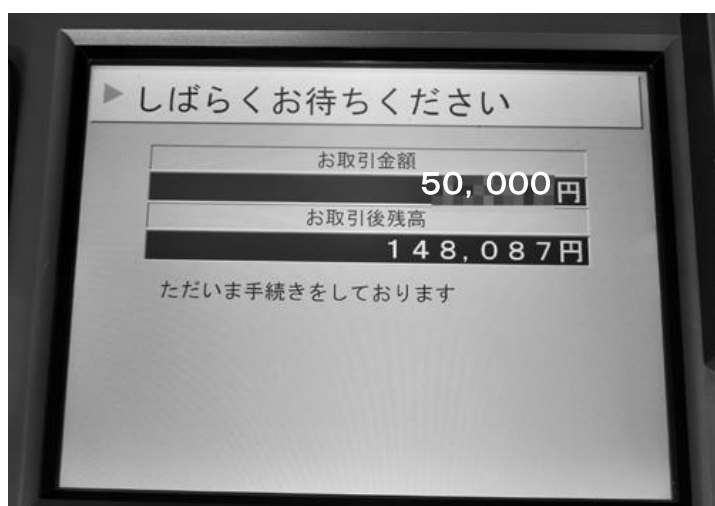 しばらくお待ちください
お取引金額
50,000円
お取引後残高
148,087円
ただいま手続きをしております